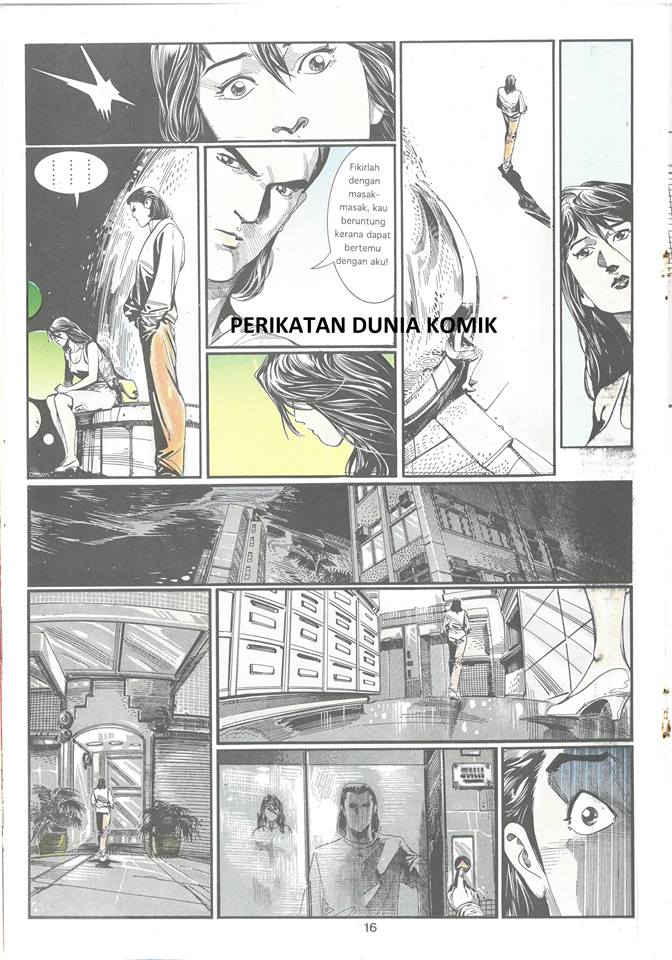 : : : :
Fikirlah
dengan
masak-
masak, kau
beruntung
kerana dapat
bertemu
dengan aku!
PERIKATAN DUNIA KOMIK
16